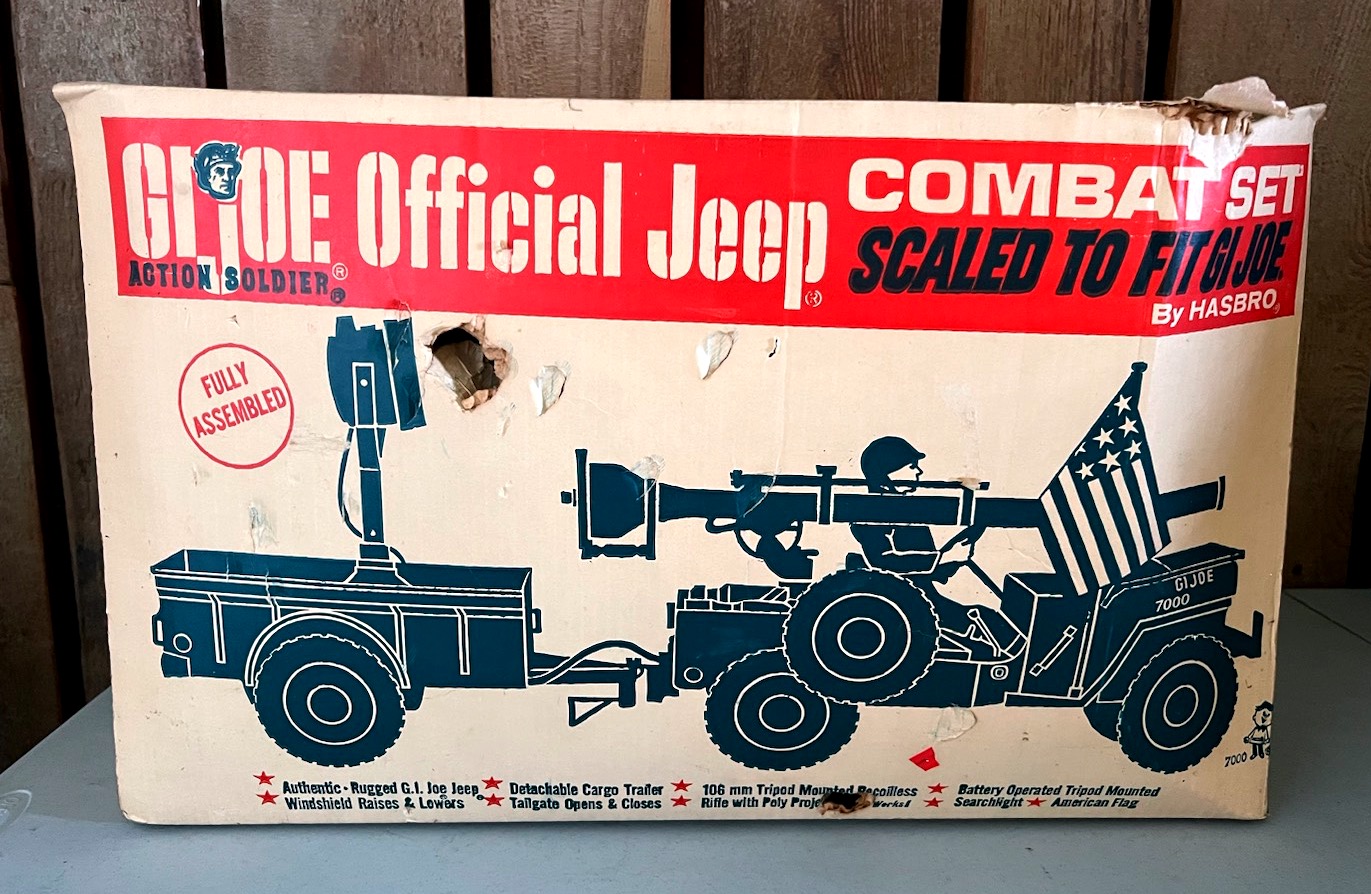 GI JOE Official Jeep®
ACTION SOLDIER®
COMBAT SET
SCALED TO FIT GI JOE
By HASBRO®
FULLY
ASSEMBLED
GI JOE
7000
7000
★ Authentic - Rugged G.I. Joe Jeep
★ Windshield Raises & Lowers
★ Detachable Cargo Trailer
★ Tailgate Opens & Closes
★ 106 mm Tripod Mounted Recoilless
★ Rifle with Poly Works!
★ Battery Operated Tripod Mounted
★ Searchlight ★ American Flag